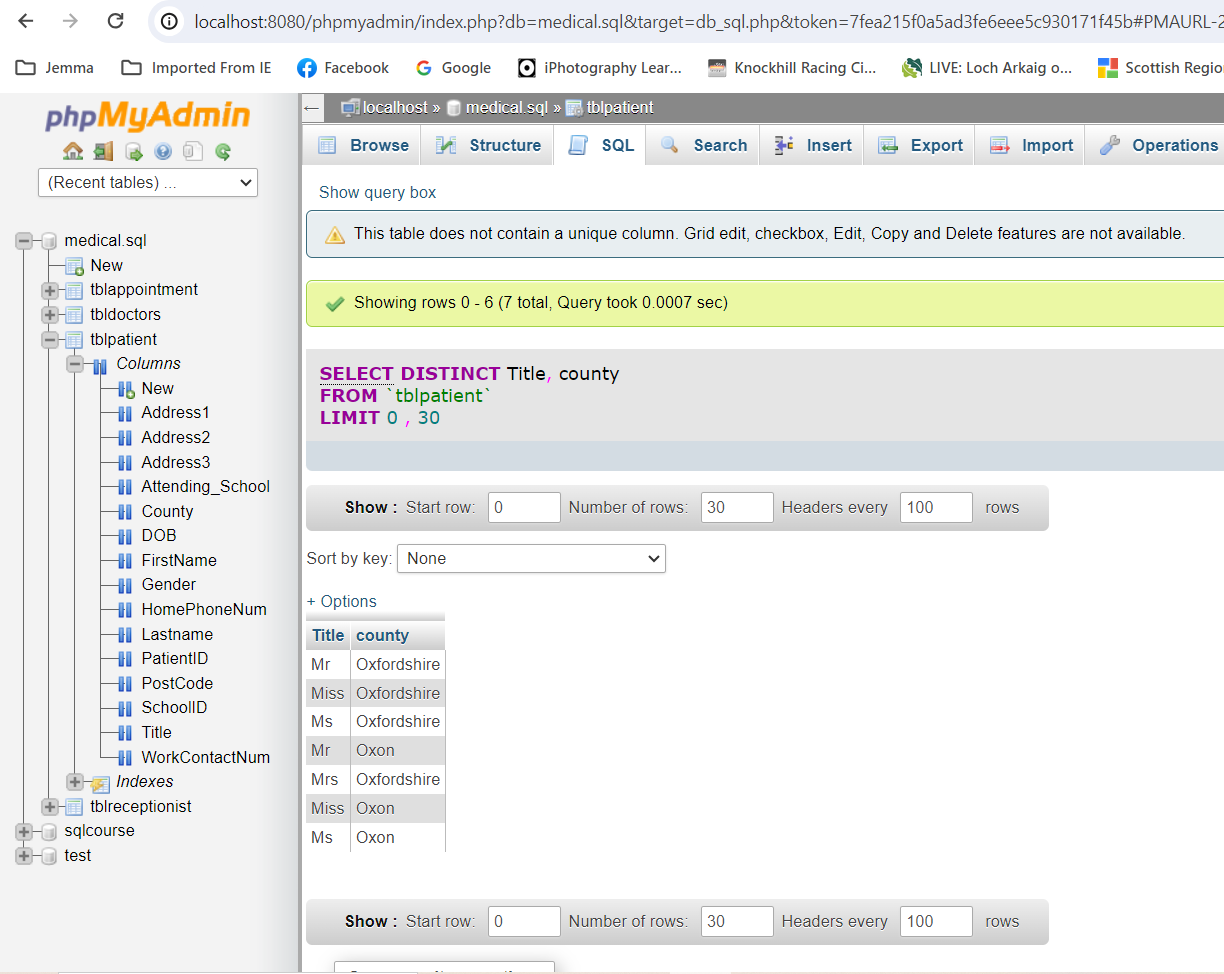 localhost:8080/phpmyadmin/index.php?db=medical.sql&target=db_sql.php&token=7fea215f0a5ad3fe6eee5c930171f45b#PMAURL-2
Jemma Imported From IE Facebook Google iPhotography Lear... Knockhill Racing Ci... LIVE: Loch Arkaig o... Scottish Regio
phpMyAdmin
(Recent tables) ...
medical.sql
New
tblappointment
tbldoctors
tblpatient
Columns
New
Address1
Address2
Address3
Attending_School
County
DOB
FirstName
Gender
HomePhoneNum
Lastname
PatientID
PostCode
SchoolID
Title
WorkContactNum
Indexes
tblreceptionist
sqlcourse
test
← localhost » medical.sql » tblpatient
Browse Structure SQL Search Insert Export Import Operations
Show query box
This table does not contain a unique column. Grid edit, checkbox, Edit, Copy and Delete features are not available.
Showing rows 0 - 6 (7 total, Query took 0.0007 sec)
SELECT DISTINCT Title, county
FROM `tblpatient`
LIMIT 0 , 30
Show : Start row: 0 Number of rows: 30 Headers every 100 rows
Sort by key: None
+ Options
Title county
Mr Oxfordshire
Miss Oxfordshire
Ms Oxfordshire
Mr Oxon
Mrs Oxfordshire
Miss Oxon
Ms Oxon
Show : Start row: 0 Number of rows: 30 Headers every 100 rows